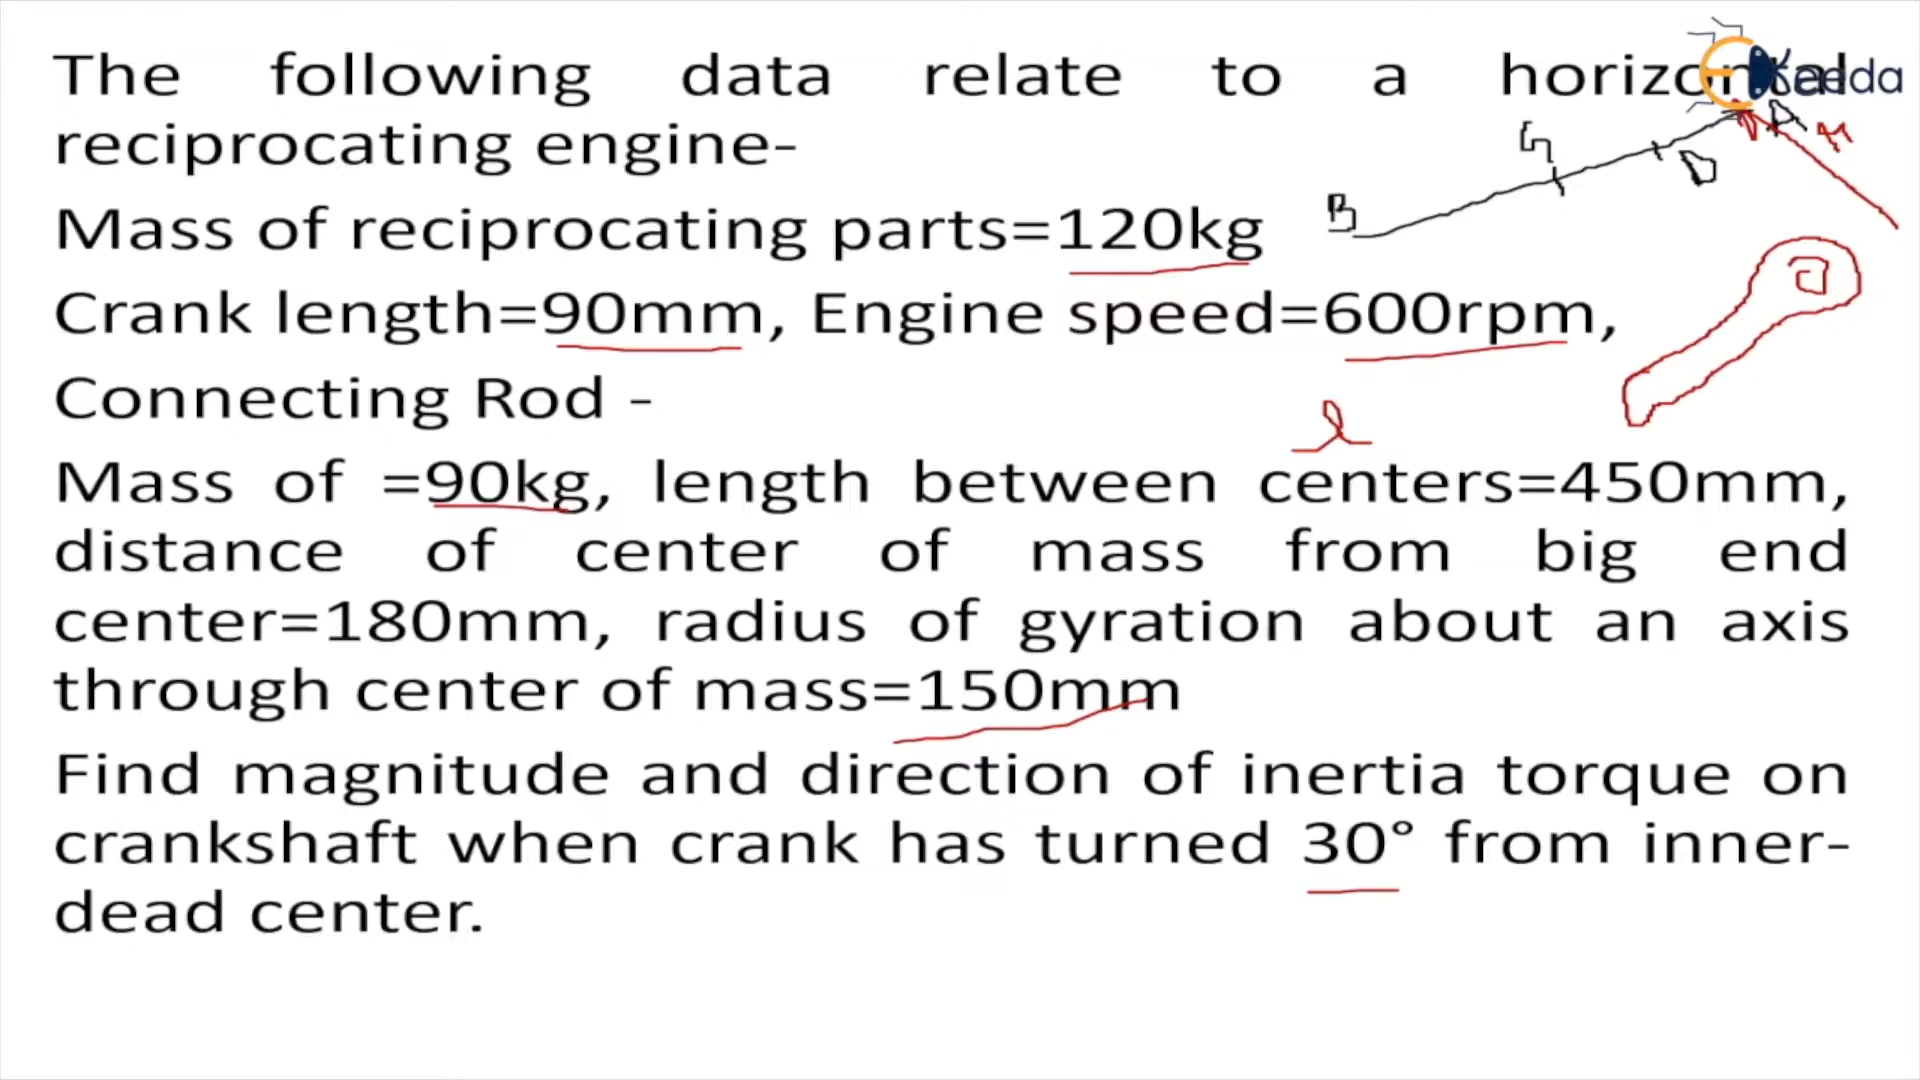 The following data relate to a horizontal
reciprocating engine-
Mass of reciprocating parts=120kg
Crank length=90mm, Engine speed=600rpm,
Connecting Rod -
Mass of =90kg, length between centers=450mm,
distance of center of mass from big end
center=180mm, radius of gyration about an axis
through center of mass=150mm
Find magnitude and direction of inertia torque on
crankshaft when crank has turned 30° from inner-
dead center.
B
G
D
A
l